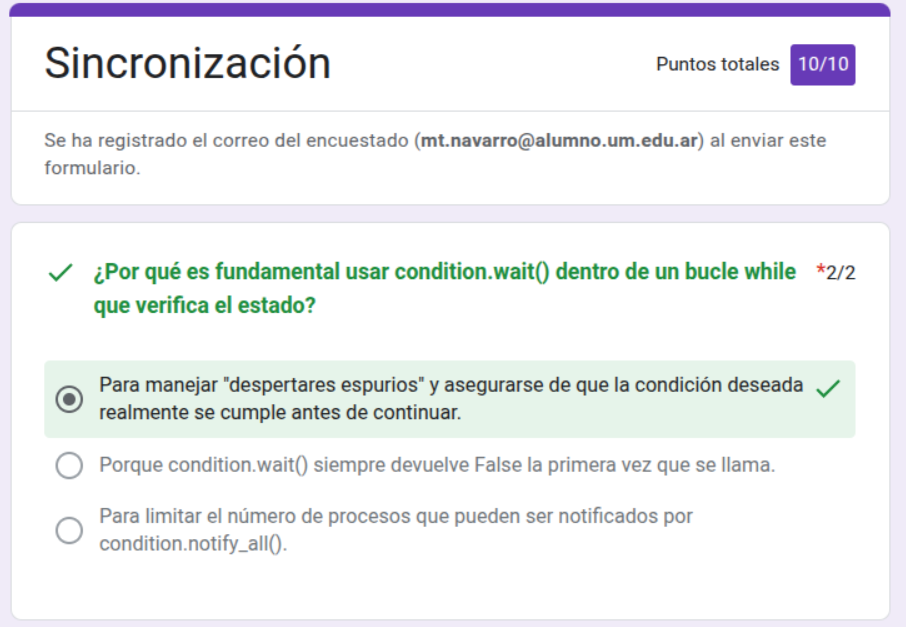 Sincronización
Puntos totales 10/10
Se ha registrado el correo del encuestado (mt.navarro@alumno.um.edu.ar) al enviar este
formulario.
¿Por qué es fundamental usar condition.wait() dentro de un bucle while *2/2
que verifica el estado?
Para manejar "despertares espurios" y asegurarse de que la condición deseada
realmente se cumple antes de continuar.
Porque condition.wait() siempre devuelve False la primera vez que se llama.
Para limitar el número de procesos que pueden ser notificados por
condition.notify_all().